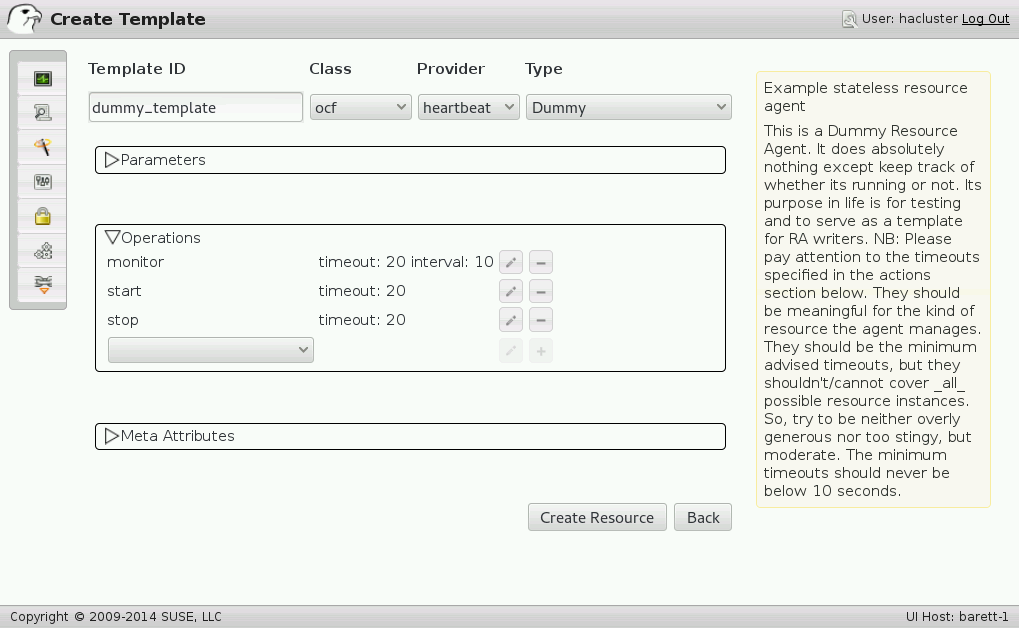 Create Template
User: hacluster Log Out
Template ID Class Provider Type
dummy_template ocf heartbeat Dummy
Parameters
Operations
monitor timeout: 20 interval: 10
start timeout: 20
stop timeout: 20
Meta Attributes
Create Resource Back
Example stateless resource
agent
This is a Dummy Resource
Agent. It does absolutely
nothing except keep track of
whether its running or not. Its
purpose in life is for testing
and to serve as a template
for RA writers. NB: Please
pay attention to the timeouts
specified in the actions
section below. They should
be meaningful for the kind of
resource the agent manages.
They should be the minimum
advised timeouts, but they
shouldn't/cannot cover _all_
possible resource instances.
So, try to be neither overly
generous nor too stingy, but
moderate. The minimum
timeouts should never be
below 10 seconds.
Copyright © 2009-2014 SUSE, LLC
UI Host: barett-1